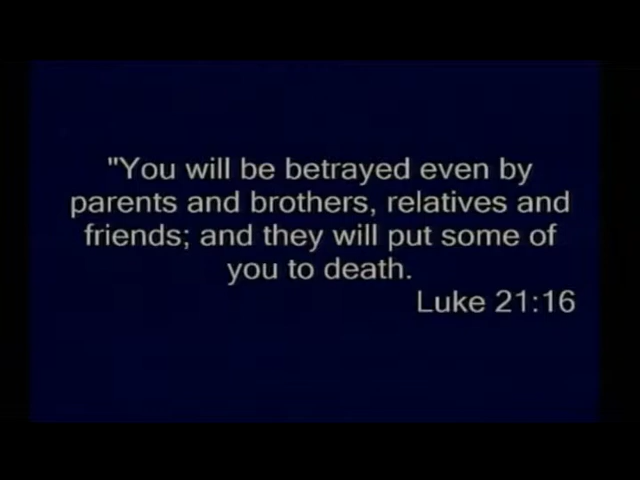 "You will be betrayed even by
parents and brothers, relatives and
friends; and they will put some of
you to death.
Luke 21:16